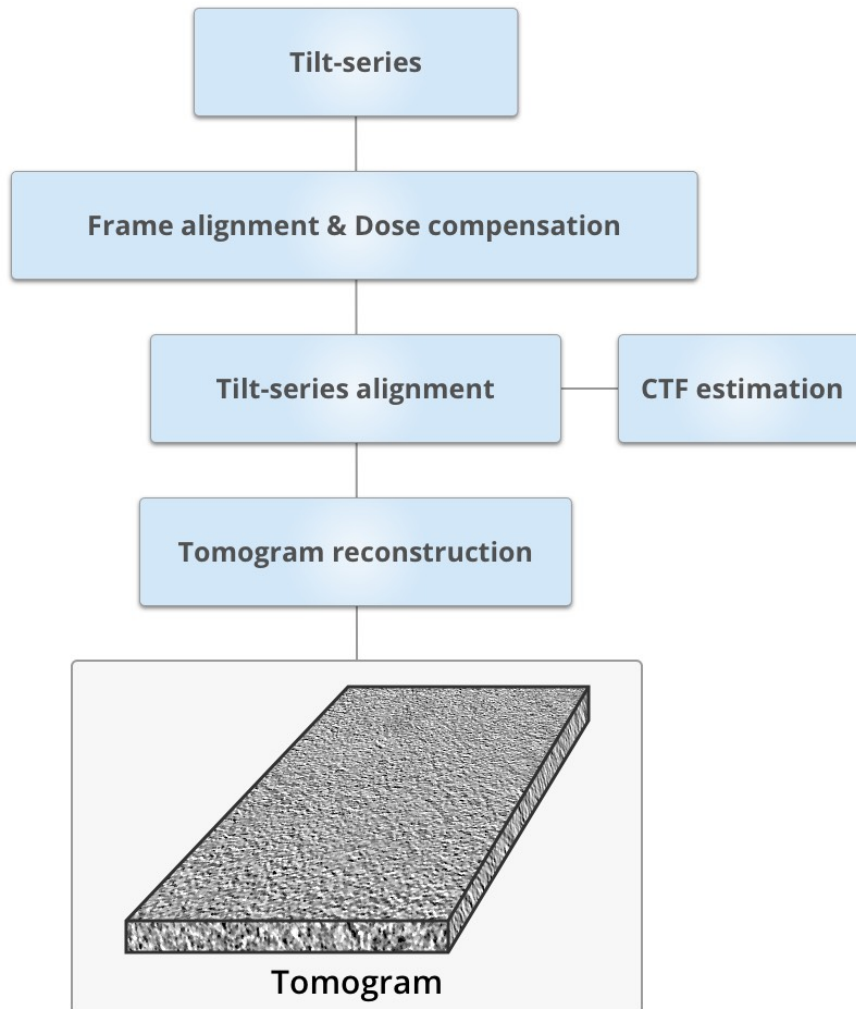 Tilt-series
Frame alignment & Dose compensation
Tilt-series alignment
CTF estimation
Tomogram reconstruction
Tomogram